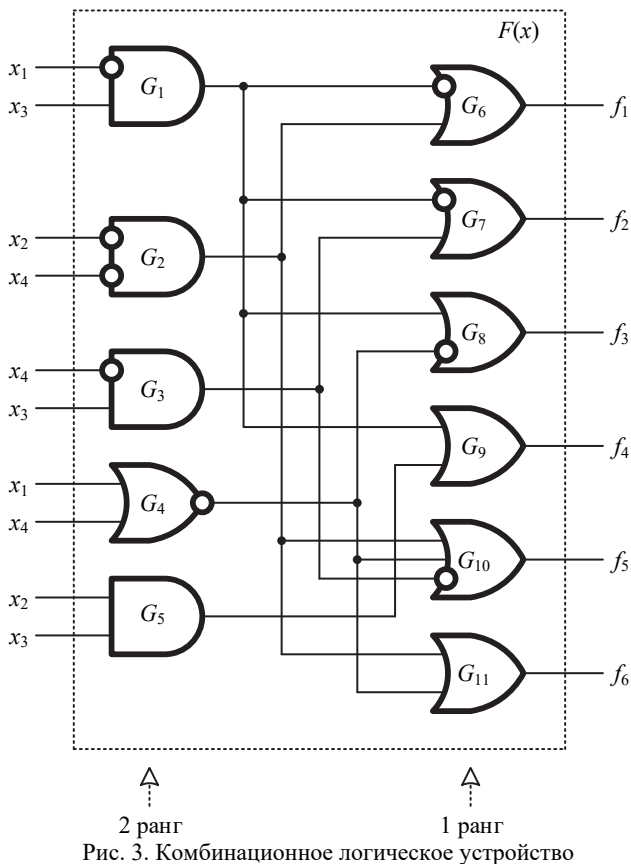 F(x)
x₁
x₃
G₁
G₆
f₁
x₂
x₄
G₂
G₇
f₂
x₄
x₃
G₃
G₈
f₃
x₁
x₄
G₄
G₉
f₄
x₂
x₃
G₅
G₁₀
f₅
G₁₁
f₆
2 ранг
1 ранг
Рис. 3. Комбинационное логическое устройство